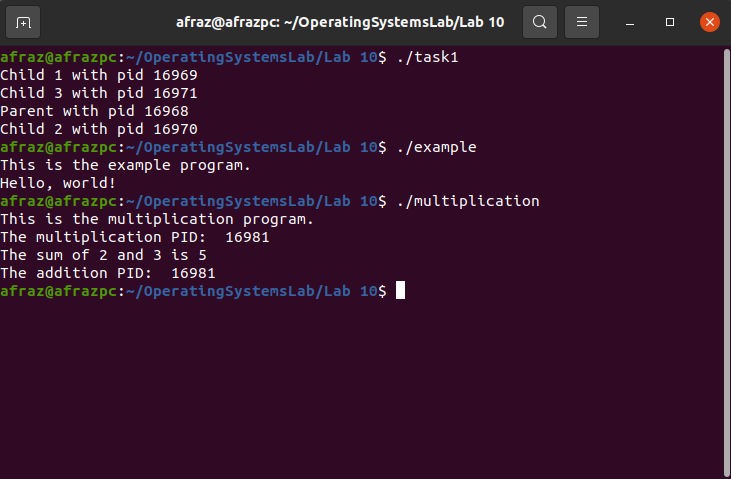 afraz@afrazpc: ~/OperatingSystemsLab/Lab 10
afraz@afrazpc:~/OperatingSystemsLab/Lab 10$ ./task1
Child 1 with pid 16969
Child 3 with pid 16971
Parent with pid 16968
Child 2 with pid 16970
afraz@afrazpc:~/OperatingSystemsLab/Lab 10$ ./example
This is the example program.
Hello, world!
afraz@afrazpc:~/OperatingSystemsLab/Lab 10$ ./multiplication
This is the multiplication program.
The multiplication PID:  16981
The sum of 2 and 3 is 5
The addition PID:  16981
afraz@afrazpc:~/OperatingSystemsLab/Lab 10$